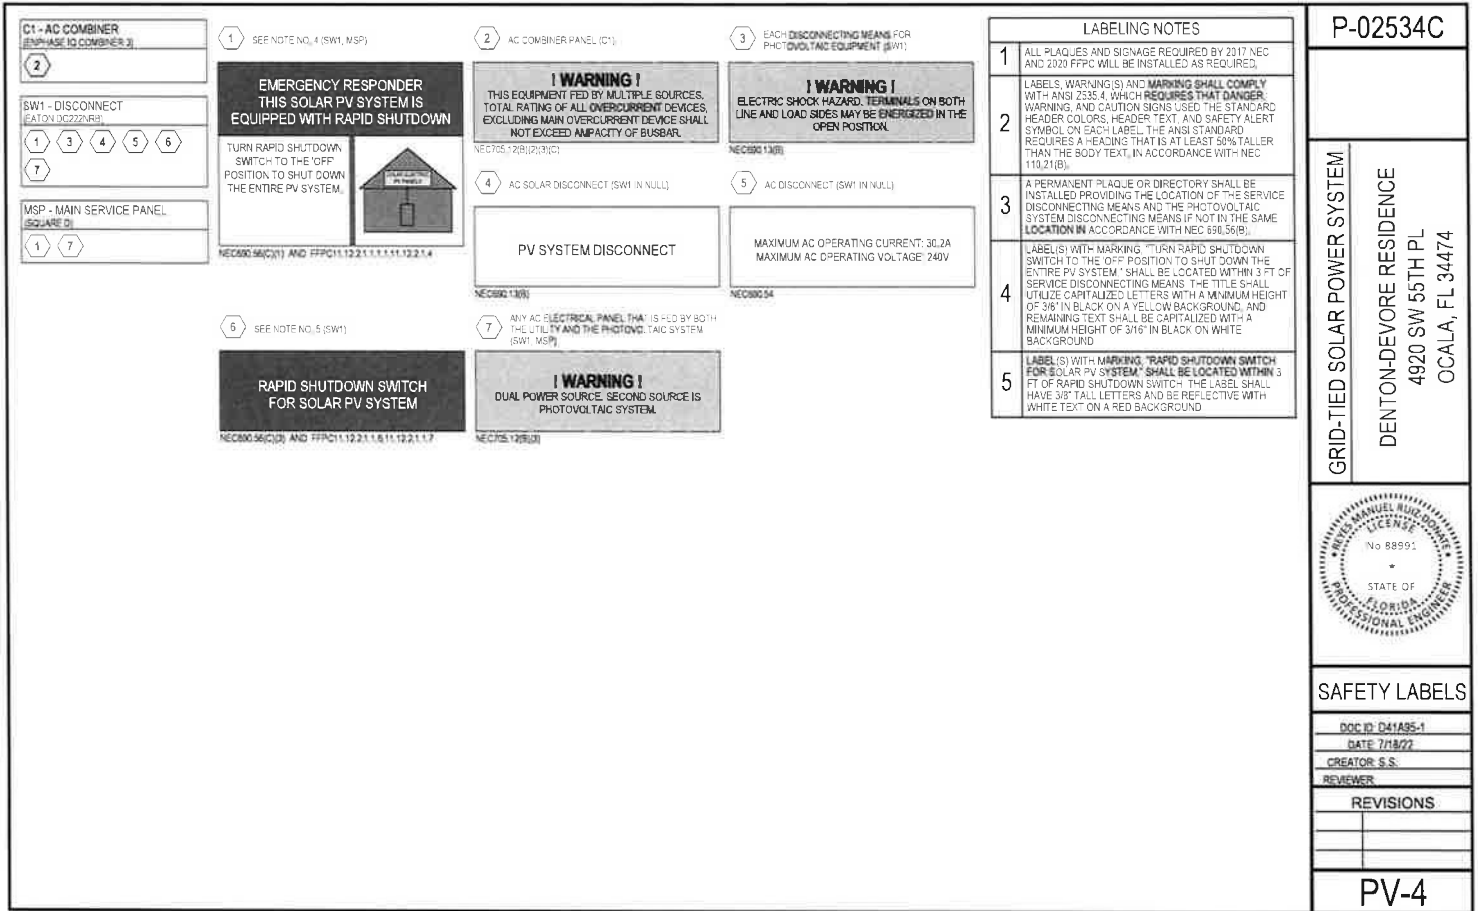 C1 - AC COMBINER
(ENPHASE IQ COMBINER 3)
2
SW1 - DISCONNECT
(EATON DG222NRB)
1 3 4 5 6
7
MSP - MAIN SERVICE PANEL
(SQUARE D)
1 7
1 SEE NOTE NO. 4 (SW1, MSP)
EMERGENCY RESPONDER
THIS SOLAR PV SYSTEM IS
EQUIPPED WITH RAPID SHUTDOWN
TURN RAPID SHUTDOWN
SWITCH TO THE 'OFF'
POSITION TO SHUT DOWN
THE ENTIRE PV SYSTEM.
SOLAR ELECTRIC
PV PANELS
NEC690.56(C)(1) AND FFPC11.12.2.1.1.1.1,11.12.2.1.4
2 AC COMBINER PANEL (C1)
! WARNING !
THIS EQUIPMENT FED BY MULTIPLE SOURCES.
TOTAL RATING OF ALL OVERCURRENT DEVICES,
EXCLUDING MAIN OVERCURRENT DEVICE SHALL
NOT EXCEED AMPACITY OF BUSBAR.
NEC705.12(B)(2)(3)(C)
3 EACH DISCONNECTING MEANS FOR
PHOTOVOLTAIC EQUIPMENT (SW1)
! WARNING !
ELECTRIC SHOCK HAZARD. TERMINALS ON BOTH
LINE AND LOAD SIDES MAY BE ENERGIZED IN THE
OPEN POSITION.
NEC690.13(B)
4 AC SOLAR DISCONNECT (SW1 IN NULL)
PV SYSTEM DISCONNECT
NEC690.13(B)
5 AC DISCONNECT (SW1 IN NULL)
MAXIMUM AC OPERATING CURRENT: 30.2A
MAXIMUM AC OPERATING VOLTAGE: 240V
NEC690.54
6 SEE NOTE NO. 5 (SW1)
RAPID SHUTDOWN SWITCH
FOR SOLAR PV SYSTEM
NEC690.56(C)(3) AND FFPC11.12.2.1.1.6,11.12.2.1.1.7
7 ANY AC ELECTRICAL PANEL THAT IS FED BY BOTH
THE UTILITY AND THE PHOTOVOLTAIC SYSTEM
(SW1, MSP)
! WARNING !
DUAL POWER SOURCE. SECOND SOURCE IS
PHOTOVOLTAIC SYSTEM.
NEC705.12(B)(3)
LABELING NOTES
1 ALL PLAQUES AND SIGNAGE REQUIRED BY 2017 NEC
AND 2020 FFPC WILL BE INSTALLED AS REQUIRED.
2 LABELS, WARNING(S) AND MARKING SHALL COMPLY
WITH ANSI Z535.4, WHICH REQUIRES THAT DANGER,
WARNING, AND CAUTION SIGNS USED THE STANDARD
HEADER COLORS, HEADER TEXT, AND SAFETY ALERT
SYMBOL ON EACH LABEL. THE ANSI STANDARD
REQUIRES A HEADING THAT IS AT LEAST 50% TALLER
THAN THE BODY TEXT, IN ACCORDANCE WITH NEC
110.21(B).
3 A PERMANENT PLAQUE OR DIRECTORY SHALL BE
INSTALLED PROVIDING THE LOCATION OF THE SERVICE
DISCONNECTING MEANS AND THE PHOTOVOLTAIC
SYSTEM DISCONNECTING MEANS IF NOT IN THE SAME
LOCATION IN ACCORDANCE WITH NEC 690.56(B).
4 LABEL(S) WITH MARKING, "TURN RAPID SHUTDOWN
SWITCH TO THE 'OFF' POSITION TO SHUT DOWN THE
ENTIRE PV SYSTEM." SHALL BE LOCATED WITHIN 3 FT OF
SERVICE DISCONNECTING MEANS. THE TITLE SHALL
UTILIZE CAPITALIZED LETTERS WITH A MINIMUM HEIGHT
OF 3/8" IN BLACK ON A YELLOW BACKGROUND, AND
REMAINING TEXT SHALL BE CAPITALIZED WITH A
MINIMUM HEIGHT OF 3/16" IN BLACK ON WHITE
BACKGROUND
5 LABEL(S) WITH MARKING, "RAPID SHUTDOWN SWITCH
FOR SOLAR PV SYSTEM," SHALL BE LOCATED WITHIN 3
FT OF RAPID SHUTDOWN SWITCH. THE LABEL SHALL
HAVE 3/8" TALL LETTERS AND BE REFLECTIVE WITH
WHITE TEXT ON A RED BACKGROUND
P-02534C
GRID-TIED SOLAR POWER SYSTEM
DENTON-DEVORE RESIDENCE
4920 SW 55TH PL
OCALA, FL 34474
REYES MANUEL RUIZ-DONATE
LICENSE
No 88991
STATE OF
FLORIDA
PROFESSIONAL ENGINEER
SAFETY LABELS
DOC ID: D41A95-1
DATE: 7/18/22
CREATOR: S.S.
REVIEWER:
REVISIONS
PV-4